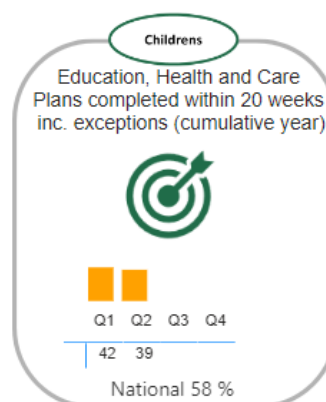 Childrens
Education, Health and Care
Plans completed within 20 weeks
inc. exceptions (cumulative year)
Q1 Q2 Q3 Q4
42 39
National 58 %